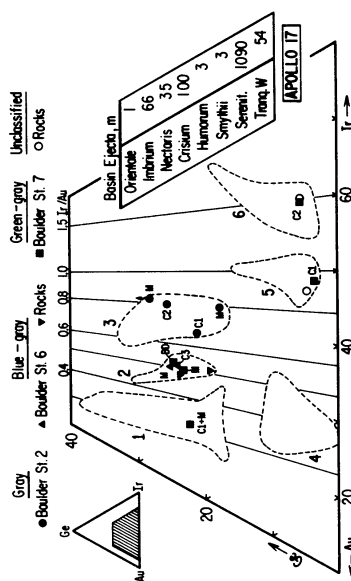 Gray Blue-gray Green-gray Unclassified
● Boulder St. 2 ▲ Boulder St. 6 ▼ Rocks ■ Boulder St. 7 ○ Rocks
Ge
Au Ir
40 0.4 0.6 0.8 1.0 1.5 Ir/Au
Basin Ejecta, m
Orientale 1
Imbrium 66
Nectaris 35
Crisium
Humorum 3
Smythii 3
Serenit. 1090
Tranq. W 54
APOLLO 17
1 2 3
M BD M
C2
C3
C1+M M C1
20
6
C2 BD
5 C1
4
20 40 60
← Au Ir →